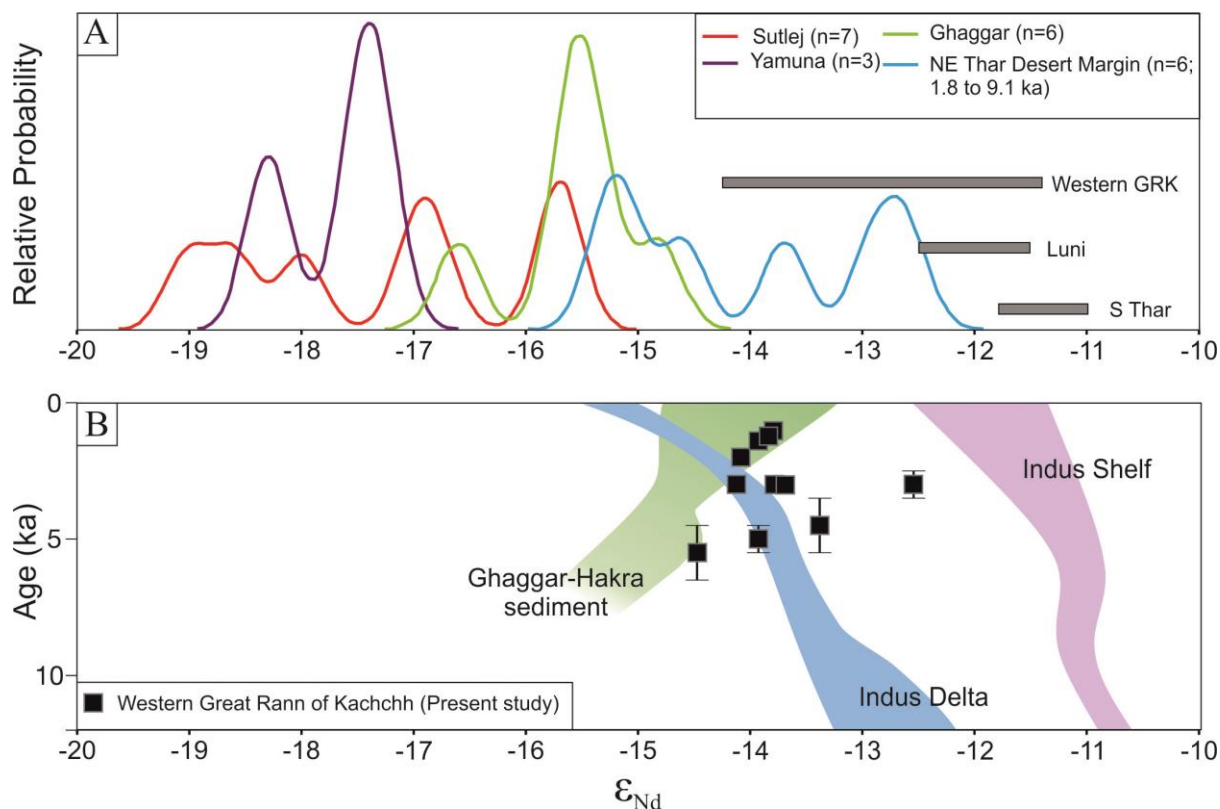 A
Relative Probability
Sutlej (n=7)
Yamuna (n=3)
Ghaggar (n=6)
NE Thar Desert Margin (n=6;
1.8 to 9.1 ka)
Western GRK
Luni
S Thar
-20 -19 -18 -17 -16 -15 -14 -13 -12 -11 -10
B
Age (ka)
0
5
10
Ghaggar-Hakra
sediment
Indus Shelf
Indus Delta
Western Great Rann of Kachchh (Present study)
-20 -19 -18 -17 -16 -15 -14 -13 -12 -11 -10
εNd